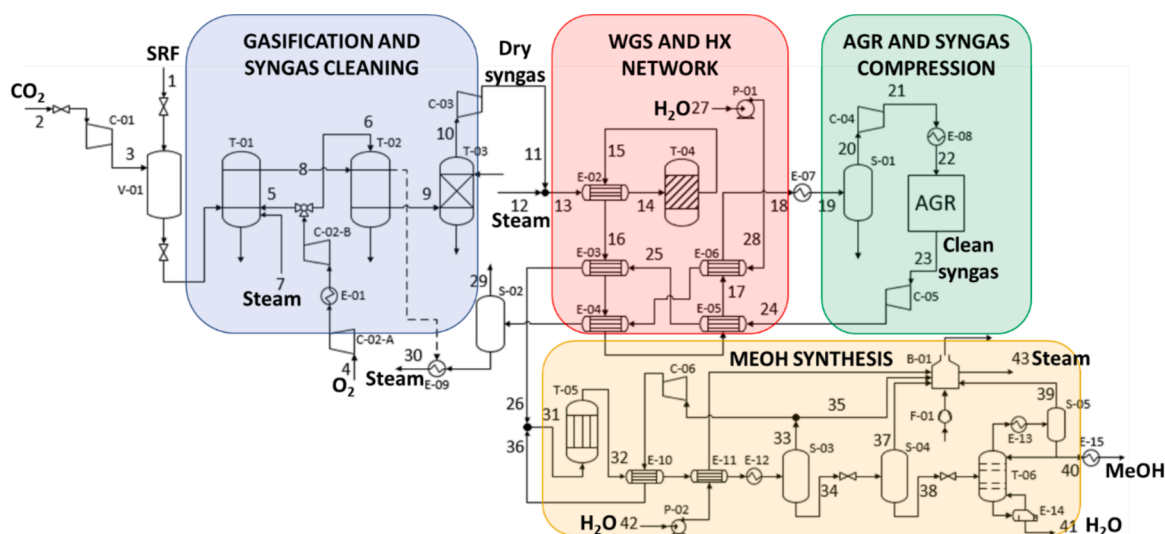 GASIFICATION AND
SYNGAS CLEANING
WGS AND HX
NETWORK
AGR AND SYNGAS
COMPRESSION
SRF
1
CO₂
2
C-01
3
V-01
Dry
syngas
C-03
10
6
T-01
T-02
T-03
8
5
9
11
12
Steam
13
C-02-B
7
Steam
E-01
C-02-A
4
O₂
30
Steam
E-09
29
S-02
H₂O
27
P-01
15
T-04
E-02
14
16
E-03
25
E-06
28
17
E-04
E-05
24
18
E-07
19
C-04
21
20
S-01
E-08
22
AGR
23
Clean
syngas
C-05
MEOH SYNTHESIS
26
31
36
T-05
32
C-06
E-10
E-11
E-12
33
S-03
34
35
37
S-04
38
B-01
F-01
43
Steam
39
S-05
E-13
E-15
40
MeOH
T-06
E-14
41
H₂O
H₂O
42
P-02